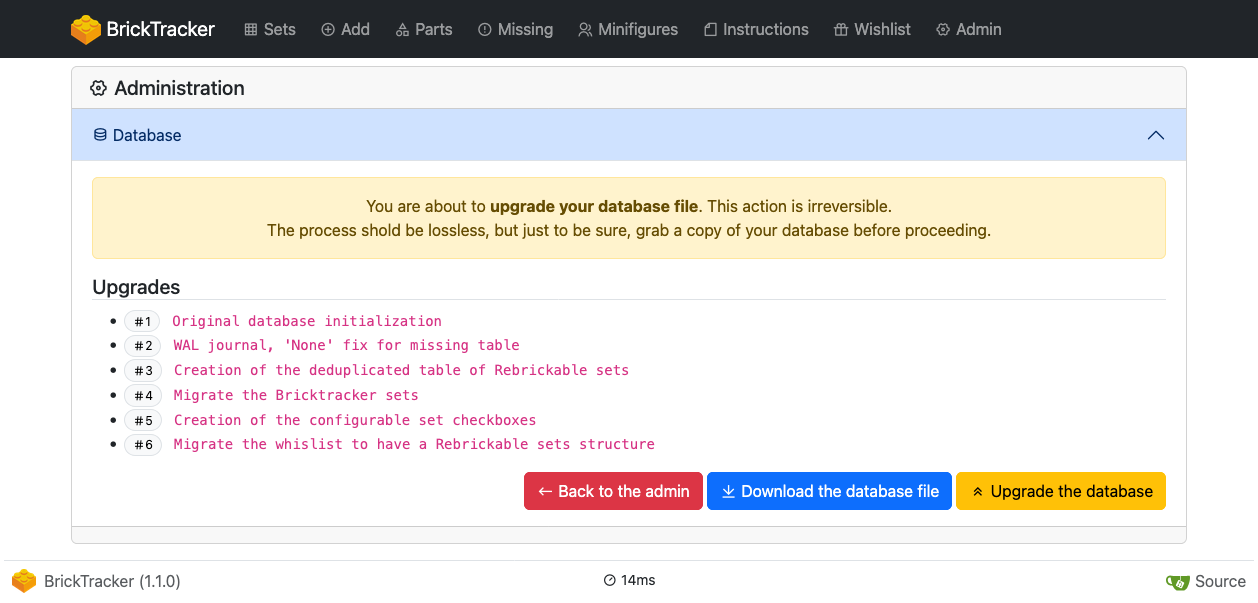 BrickTracker Sets Add Parts Missing Minifigures Instructions Wishlist Admin
Administration
Database
You are about to upgrade your database file. This action is irreversible.
The process shold be lossless, but just to be sure, grab a copy of your database before proceeding.
Upgrades
#1 Original database initialization
#2 WAL journal, 'None' fix for missing table
#3 Creation of the deduplicated table of Rebrickable sets
#4 Migrate the Bricktracker sets
#5 Creation of the configurable set checkboxes
#6 Migrate the whislist to have a Rebrickable sets structure
Back to the admin Download the database file Upgrade the database
BrickTracker (1.1.0) 14ms Source